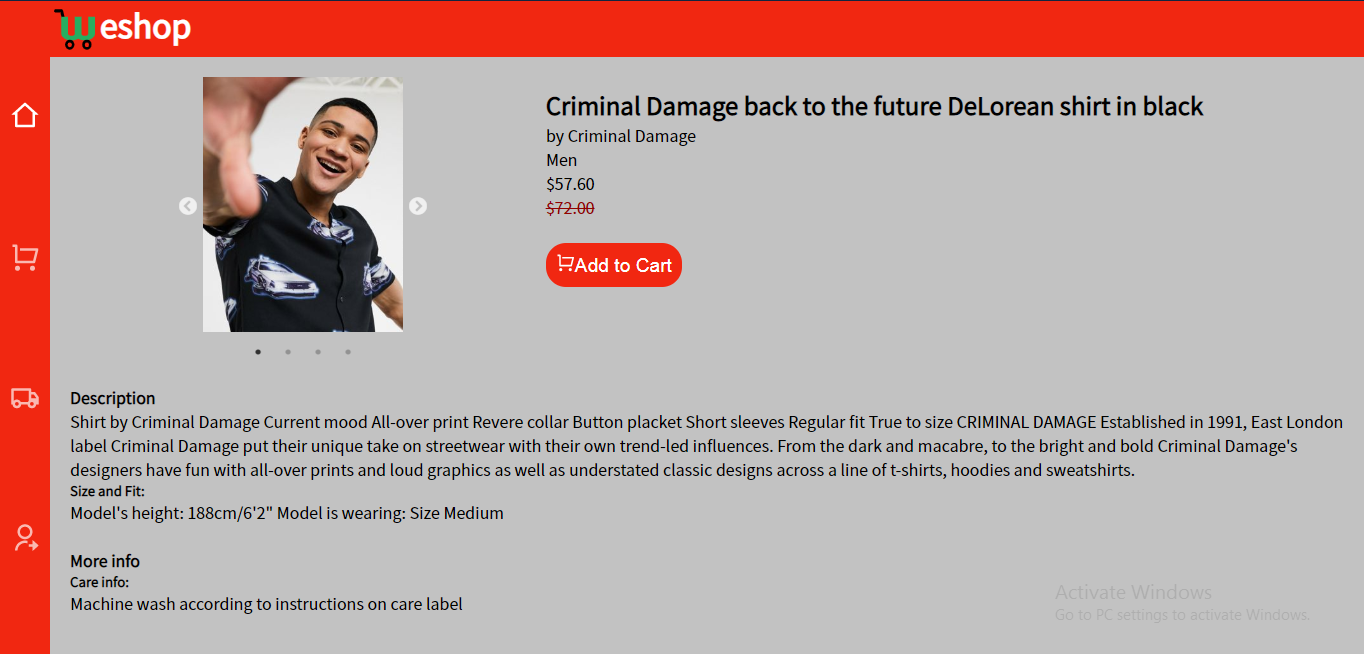 weshop
Criminal Damage back to the future DeLorean shirt in black
by Criminal Damage
Men
$57.60
$72.00
Add to Cart
Description
Shirt by Criminal Damage Current mood All-over print Revere collar Button placket Short sleeves Regular fit True to size CRIMINAL DAMAGE Established in 1991, East London
label Criminal Damage put their unique take on streetwear with their own trend-led influences. From the dark and macabre, to the bright and bold Criminal Damage's
designers have fun with all-over prints and loud graphics as well as understated classic designs across a line of t-shirts, hoodies and sweatshirts.
Size and Fit:
Model's height: 188cm/6'2" Model is wearing: Size Medium
More info
Care info:
Machine wash according to instructions on care label
Activate Windows
Go to PC settings to activate Windows.